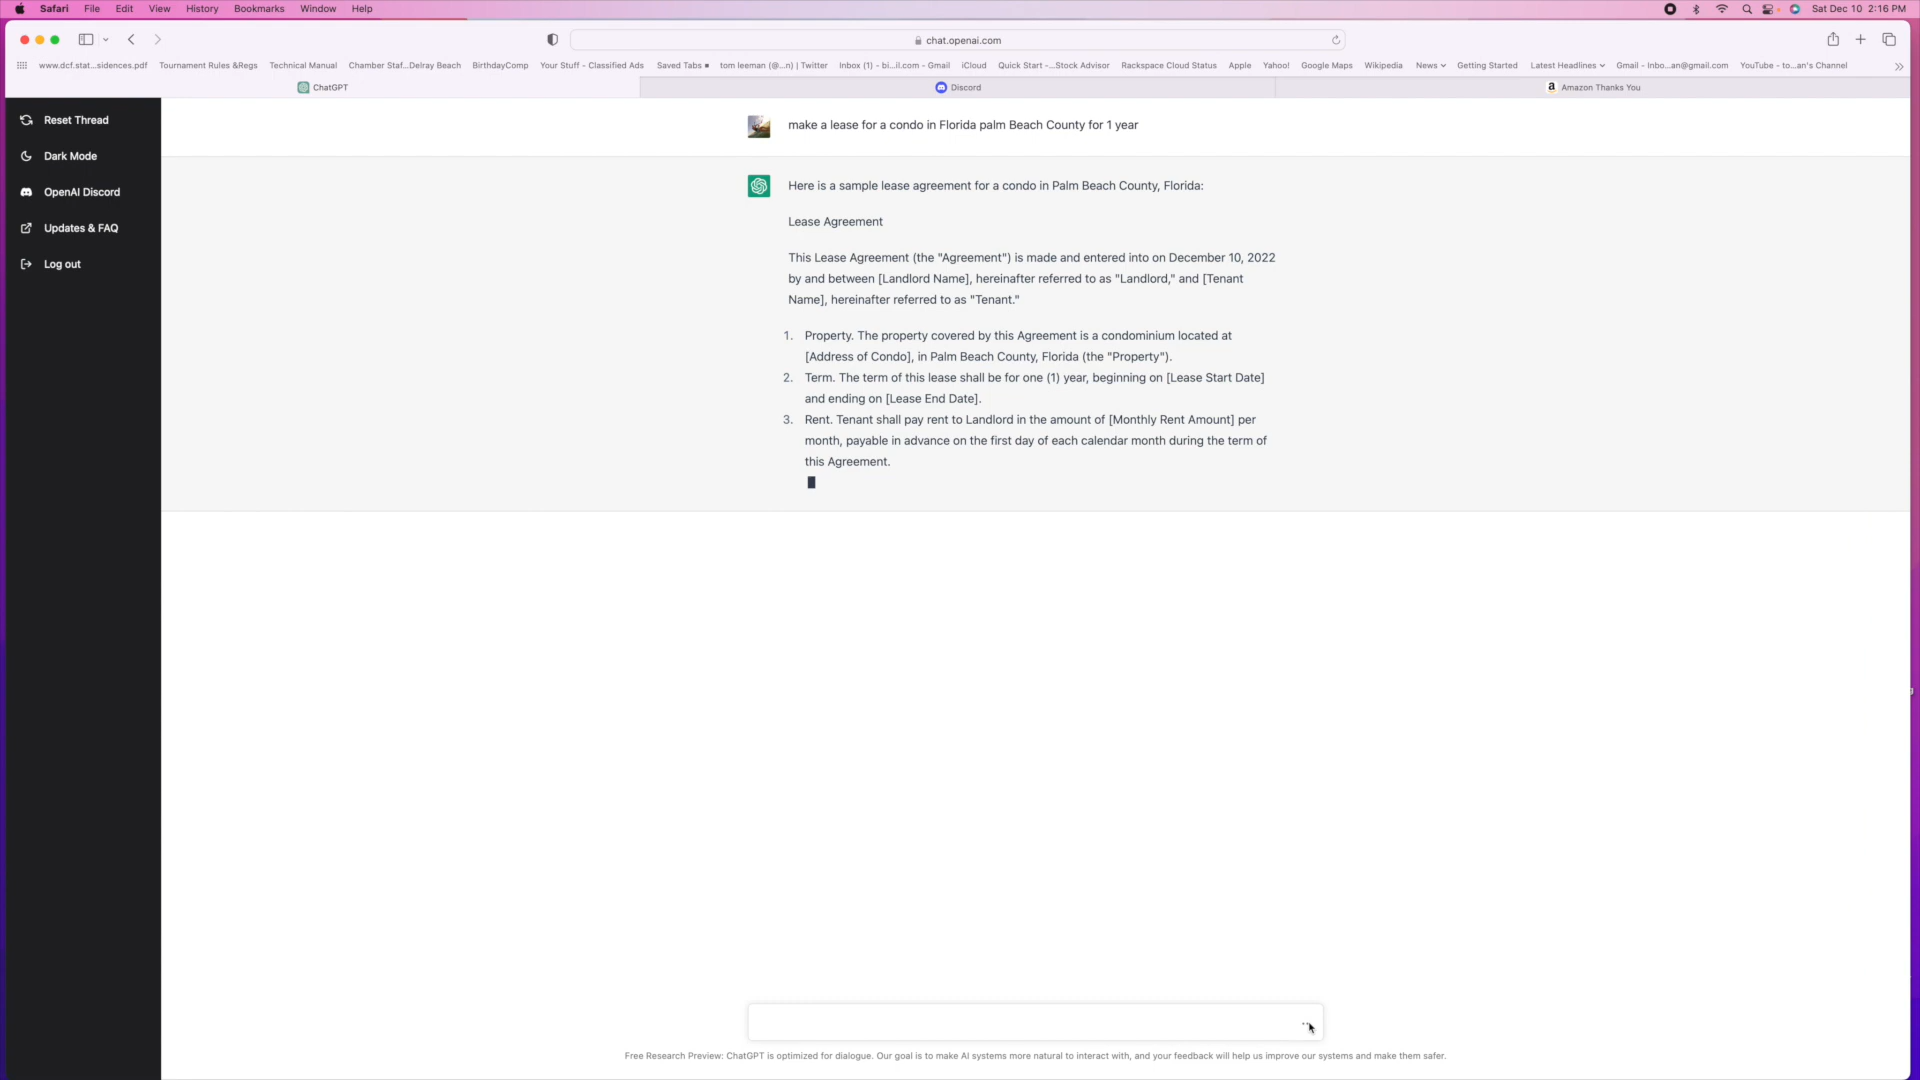 Safari File Edit View History Bookmarks Window Help Sat Dec 10 2:16 PM
chat.openai.com
www.dcf.stat...sidences.pdf Tournament Rules &Regs Technical Manual Chamber Staf...Delray Beach BirthdayComp Your Stuff - Classified Ads Saved Tabs tom leeman (@...n) | Twitter Inbox (1) - bi...il.com - Gmail iCloud Quick Start -...Stock Advisor Rackspace Cloud Status Apple Yahoo! Google Maps Wikipedia News Getting Started Latest Headlines Gmail - Inbo...an@gmail.com YouTube - to...an's Channel
ChatGPT Discord a Amazon Thanks You
Reset Thread
Dark Mode
OpenAI Discord
Updates & FAQ
Log out
make a lease for a condo in Florida palm Beach County for 1 year
Here is a sample lease agreement for a condo in Palm Beach County, Florida:
Lease Agreement
This Lease Agreement (the "Agreement") is made and entered into on December 10, 2022
by and between [Landlord Name], hereinafter referred to as "Landlord," and [Tenant
Name], hereinafter referred to as "Tenant."
1. Property. The property covered by this Agreement is a condominium located at
[Address of Condo], in Palm Beach County, Florida (the "Property").
2. Term. The term of this lease shall be for one (1) year, beginning on [Lease Start Date]
and ending on [Lease End Date].
3. Rent. Tenant shall pay rent to Landlord in the amount of [Monthly Rent Amount] per
month, payable in advance on the first day of each calendar month during the term of
this Agreement.
Free Research Preview: ChatGPT is optimized for dialogue. Our goal is to make AI systems more natural to interact with, and your feedback will help us improve our systems and make them safer.